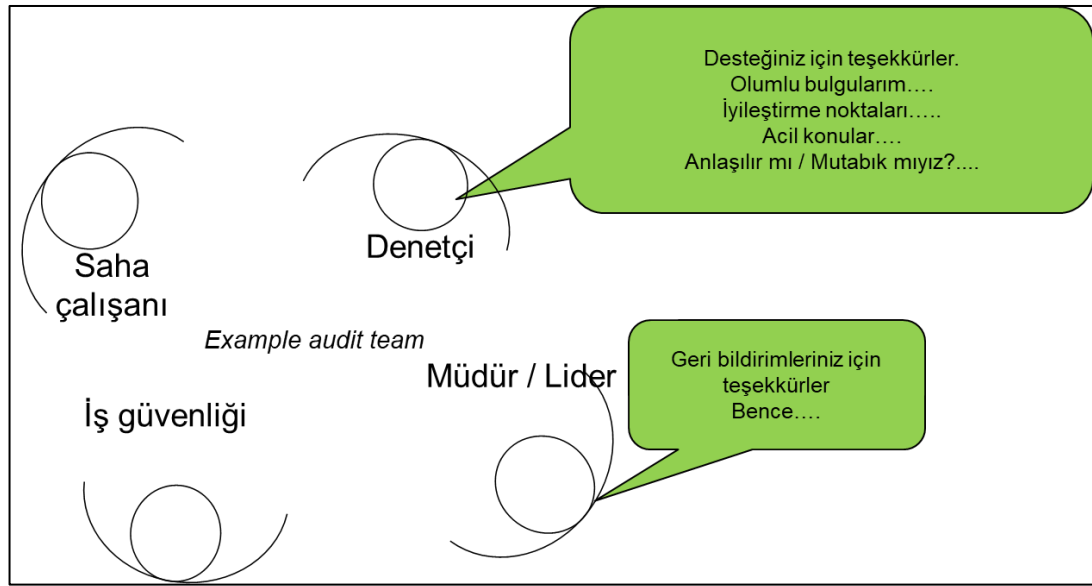 Desteğiniz için teşekkürler.
Olumlu bulgularım….
İyileştirme noktaları…..
Acil konular….
Anlaşılır mı / Mutabık mıyız?....
Denetçi
Saha
çalışanı
Example audit team
Müdür / Lider
Geri bildirimleriniz için
teşekkürler
Bence….
İş güvenliği